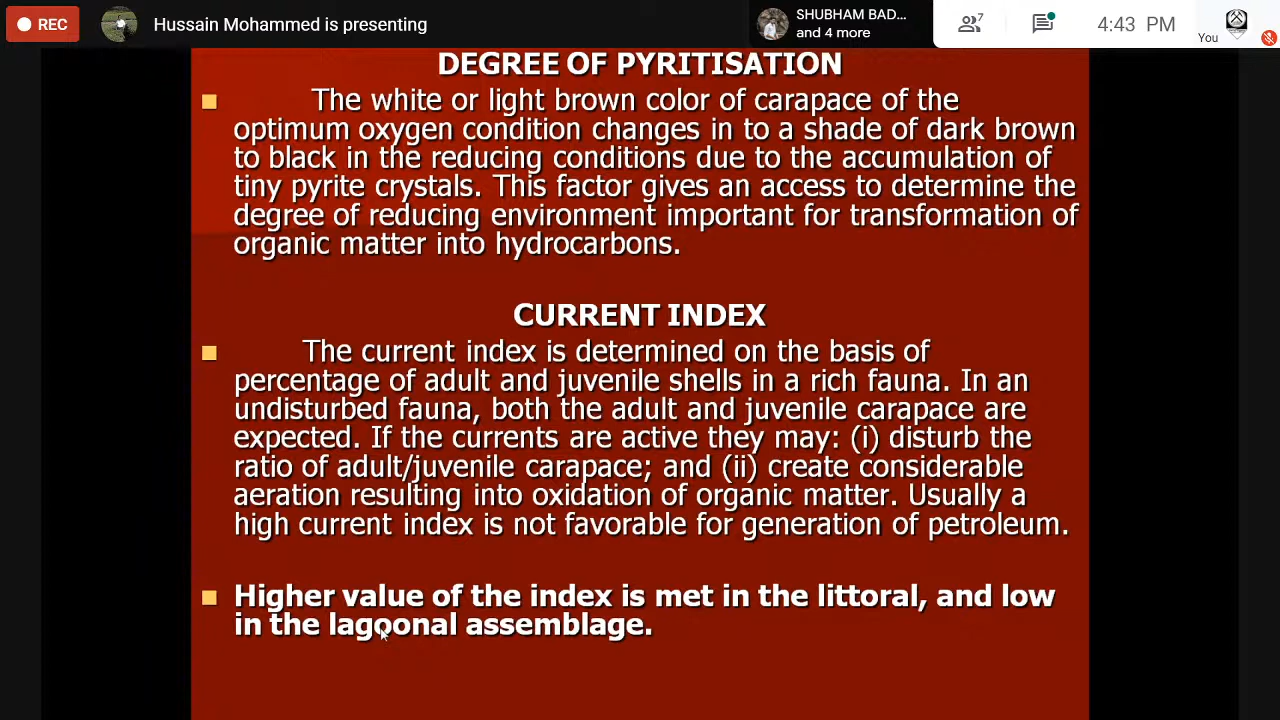 REC
Hussain Mohammed is presenting
SHUBHAM BAD...
and 4 more
7
4:43 PM
You
DEGREE OF PYRITISATION
The white or light brown color of carapace of the
optimum oxygen condition changes in to a shade of dark brown
to black in the reducing conditions due to the accumulation of
tiny pyrite crystals. This factor gives an access to determine the
degree of reducing environment important for transformation of
organic matter into hydrocarbons.
CURRENT INDEX
The current index is determined on the basis of
percentage of adult and juvenile shells in a rich fauna. In an
undisturbed fauna, both the adult and juvenile carapace are
expected. If the currents are active they may: (i) disturb the
ratio of adult/juvenile carapace; and (ii) create considerable
aeration resulting into oxidation of organic matter. Usually a
high current index is not favorable for generation of petroleum.
Higher value of the index is met in the littoral, and low
in the lagoonal assemblage.